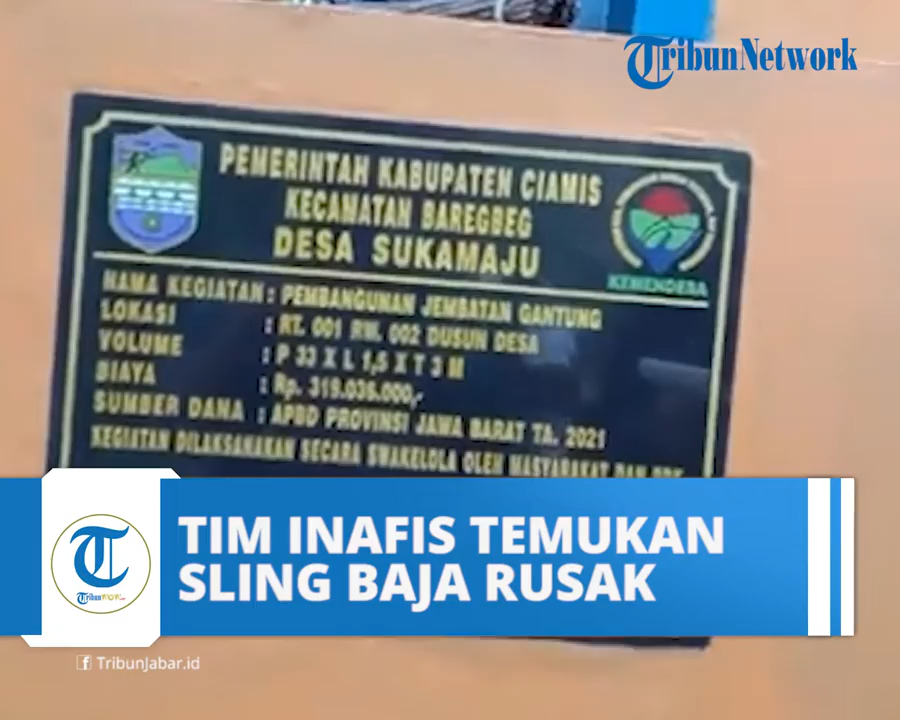 TribunNetwork
PEMERINTAH KABUPATEN CIAMIS
KECAMATAN BAREGBEG
DESA SUKAMAJU
KEMENDESA
NAMA KEGIATAN : PEMBANGUNAN JEMBATAN GANTUNG
LOKASI : RT. 001 RW. 002 DUSUN DESA
VOLUME : P 33 X L 1,5 X T 3 M
BIAYA : Rp. 319.036.000,-
SUMBER DANA : APBD PROVINSI JAWA BARAT TA. 2021
KEGIATAN DILAKSANAKAN SECARA SWAKELOLA OLEH MASYARAKAT DAN
TIM INAFIS TEMUKAN
SLING BAJA RUSAK
TribunJabar.id